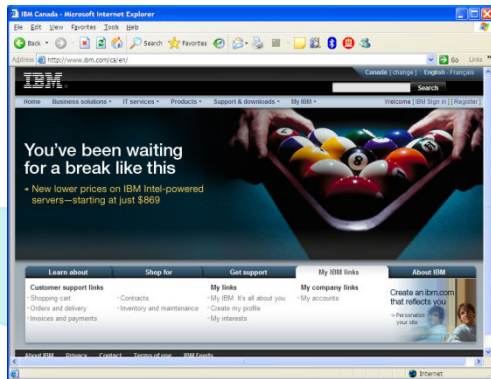 IBM Canada - Microsoft Internet Explorer
File Edit View Favorites Tools Help
Back Search Favorites
Address http://www.ibm.com/ca/en/ Go Links
Canada [ change ] English - Français
IBM
Search
Home Business solutions IT services Products Support & downloads My IBM Welcome [ IBM Sign in ] [ Register ]
You've been waiting
for a break like this
New lower prices on IBM Intel-powered
servers—starting at just $869
8
Learn about Shop for Get support My IBM links About IBM
Customer support links My links My company links
Shopping cart Contracts My IBM: It's all about you My accounts
Orders and delivery Inventory and maintenance Create my profile
Invoices and payments My interests
Create an ibm.com
that reflects you
Personalize
your site
About IBM Privacy Contact Terms of use IBM Feeds
Internet